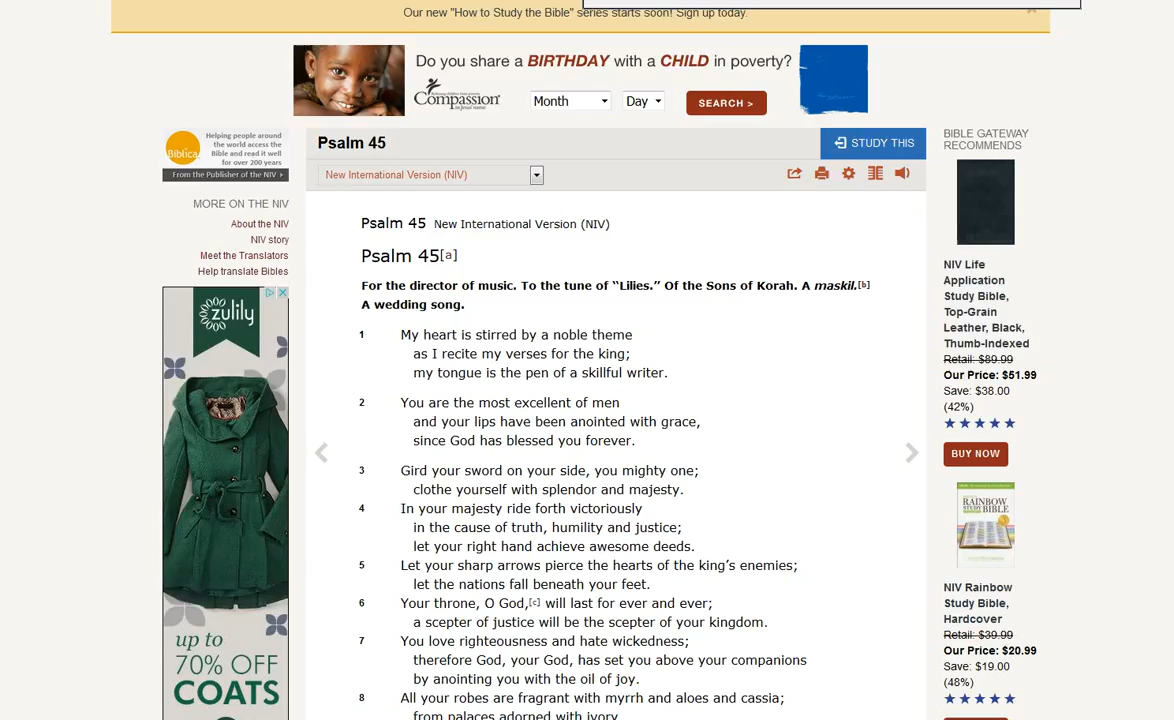 Our new "How to Study the Bible" series starts soon! Sign up today.
Do you share a BIRTHDAY with a CHILD in poverty?
Compassion
in Jesus' name
Month
Day
SEARCH >
Biblica
Helping people around
the world access the
Bible and read it well
for over 200 years
From the Publisher of the NIV
MORE ON THE NIV
About the NIV
NIV story
Meet the Translators
Help translate Bibles
zulily
up to
70% OFF
COATS
Psalm 45
STUDY THIS
New International Version (NIV)
Psalm 45 New International Version (NIV)
Psalm 45[a]
For the director of music. To the tune of “Lilies.” Of the Sons of Korah. A maskil.[b]
A wedding song.
1 My heart is stirred by a noble theme
as I recite my verses for the king;
my tongue is the pen of a skillful writer.
2 You are the most excellent of men
and your lips have been anointed with grace,
since God has blessed you forever.
3 Gird your sword on your side, you mighty one;
clothe yourself with splendor and majesty.
4 In your majesty ride forth victoriously
in the cause of truth, humility and justice;
let your right hand achieve awesome deeds.
5 Let your sharp arrows pierce the hearts of the king’s enemies;
let the nations fall beneath your feet.
6 Your throne, O God,[c] will last for ever and ever;
a scepter of justice will be the scepter of your kingdom.
7 You love righteousness and hate wickedness;
therefore God, your God, has set you above your companions
by anointing you with the oil of joy.
8 All your robes are fragrant with myrrh and aloes and cassia;
from palaces adorned with ivory
BIBLE GATEWAY
RECOMMENDS
NIV Life
Application
Study Bible,
Top-Grain
Leather, Black,
Thumb-Indexed
Retail: $89.99
Our Price: $51.99
Save: $38.00
(42%)
BUY NOW
RAINBOW
STUDY BIBLE
NIV Rainbow
Study Bible,
Hardcover
Retail: $39.99
Our Price: $20.99
Save: $19.00
(48%)